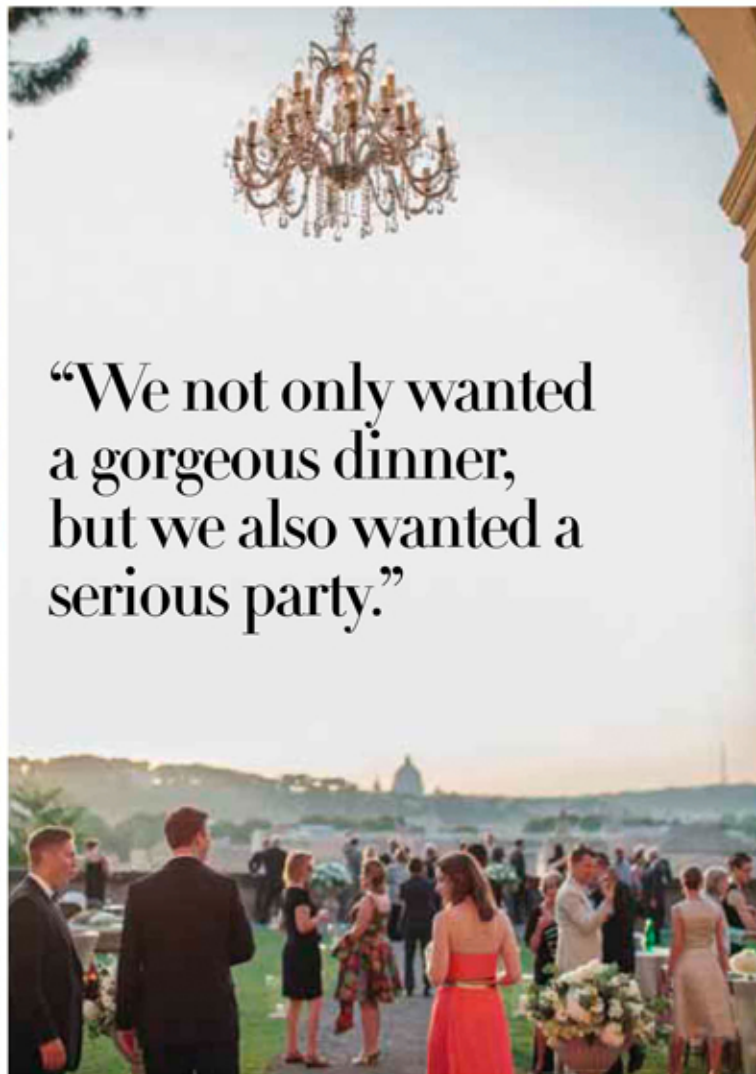 “We not only wanted
a gorgeous dinner,
but we also wanted a
serious party.”